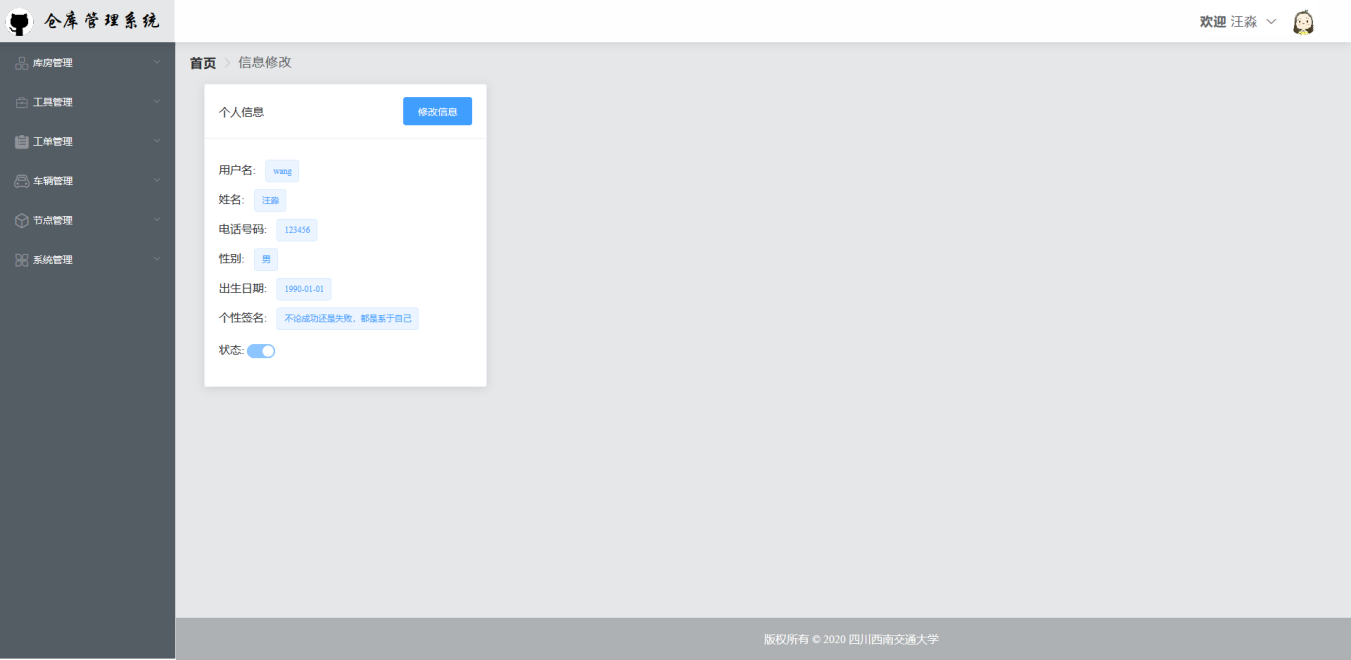 仓库管理系统
欢迎 汪淼
库房管理
工具管理
工单管理
车辆管理
节点管理
系统管理
首页 信息修改
个人信息 修改信息
用户名: wang
姓名: 汪淼
电话号码: 123456
性别: 男
出生日期: 1990-01-01
个性签名: 不论成功还是失败，都是系于自己
状态:
版权所有 © 2020 四川西南交通大学